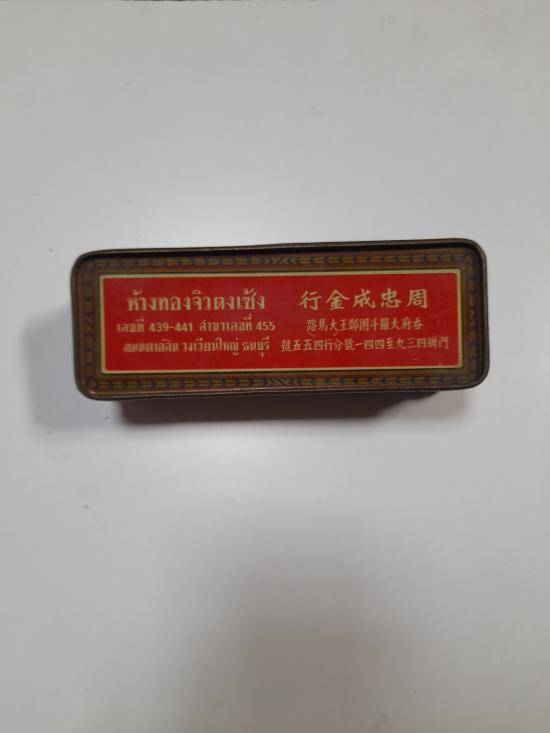 ห้างทองจิวตงเซ้ง
เลขที่ 439-441 สาขาเลขที่ 455
ถนนตากสิน วงเวียนใหญ่ ธนบุรี
行金成忠周
路馬大王鄭圈斗羅大府吞
號五五四行分號一四四至九三四牌門